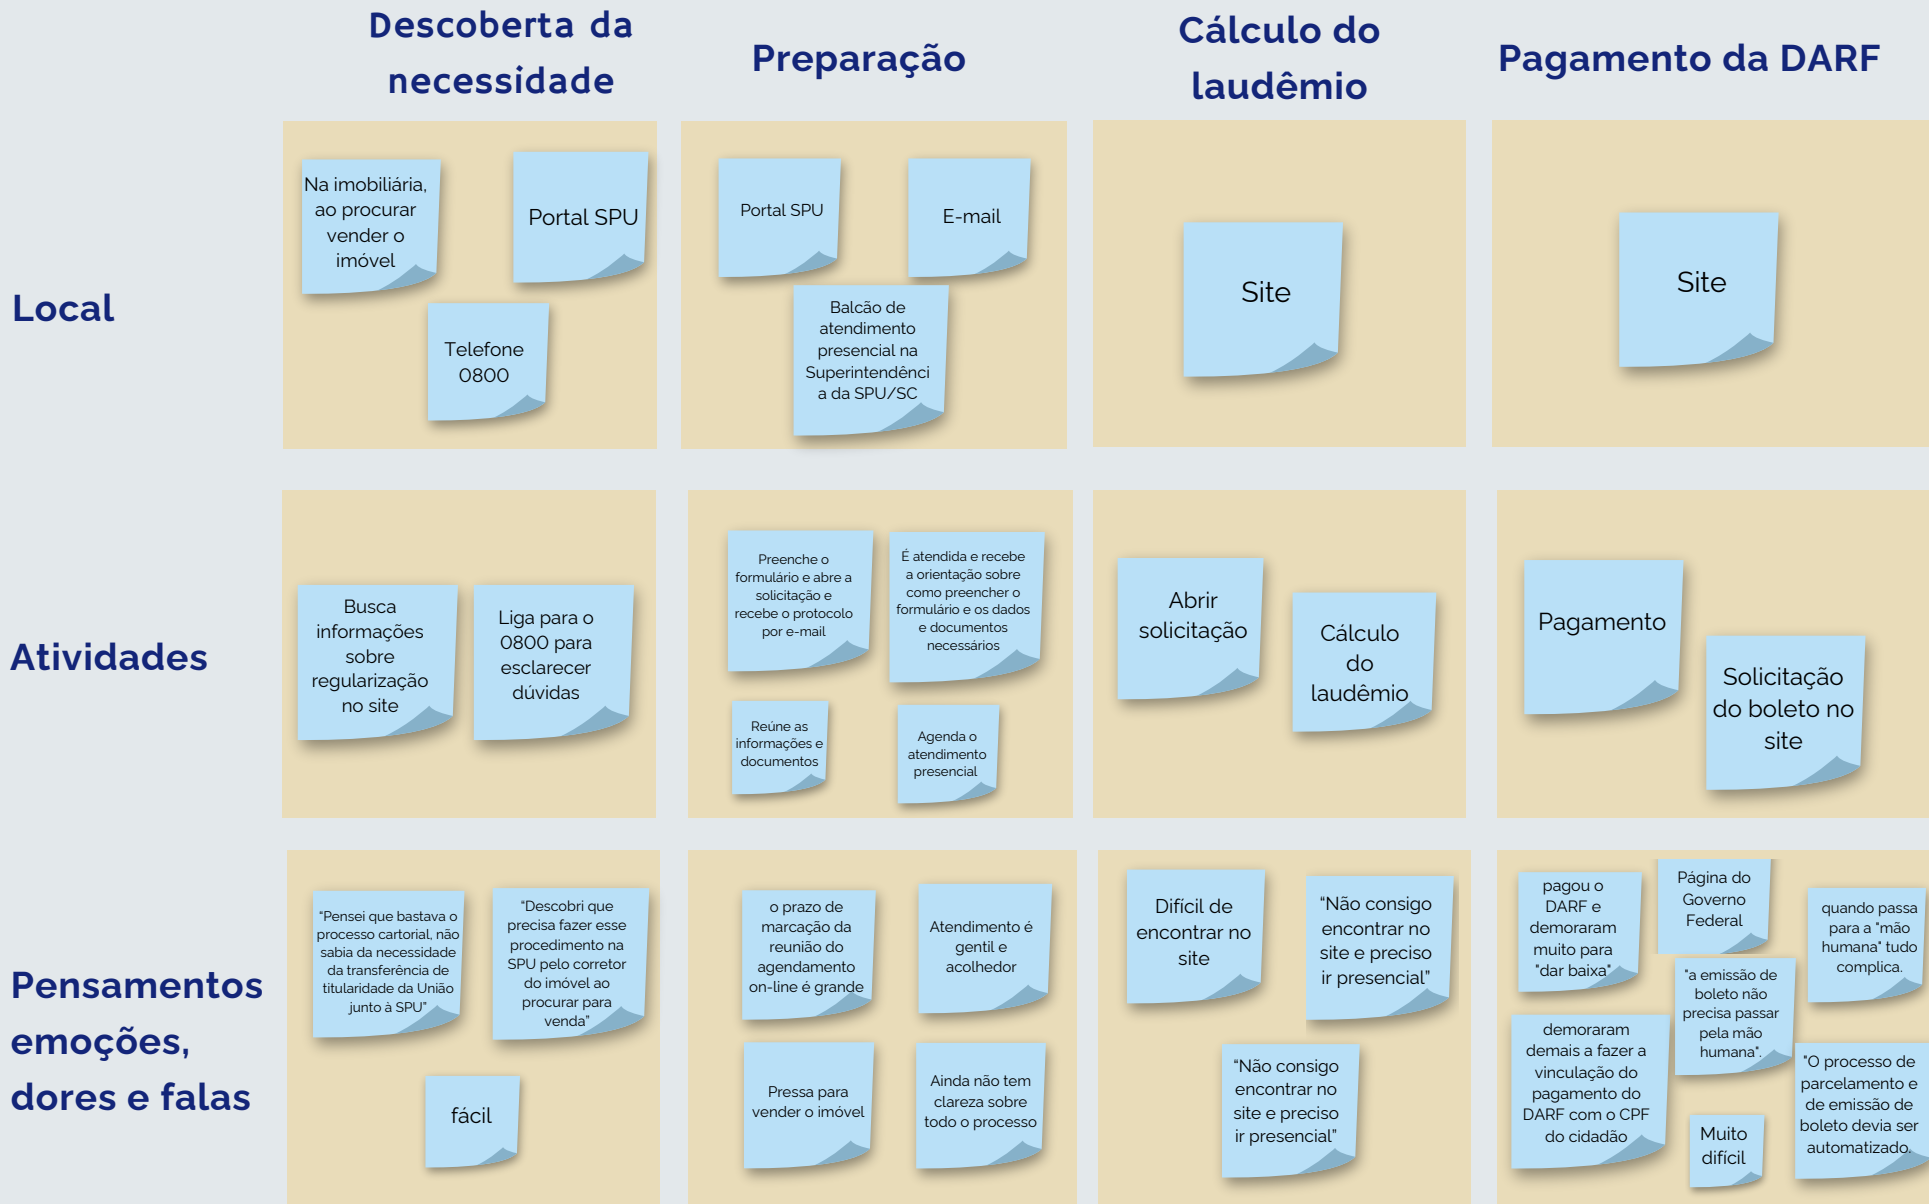 Descoberta da
necessidade
Preparação
Cálculo do
laudêmio
Pagamento da DARF
Local
Na imobiliária,
ao procurar
vender o
imóvel
Portal SPU
Telefone
0800
Portal SPU
E-mail
Balcão de
atendimento
presencial na
Superintendênci
a da SPU/SC
Site
Site
Atividades
Busca
informações
sobre
regularização
no site
Liga para o
0800 para
esclarecer
dúvidas
Preenche o
formulário e abre a
solicitação e
recebe o protocolo
por e-mail
É atendida e recebe
a orientação sobre
como preencher o
formulário e os dados
e documentos
necessários
Reúne as
informações e
documentos
Agenda o
atendimento
presencial
Abrir
solicitação
Cálculo
do
laudêmio
Pagamento
Solicitação
do boleto no
site
Pensamentos
emoções,
dores e falas
"Pensei que bastava o
processo cartorial, não
sabia da necessidade
da transferência de
titularidade da União
junto à SPU"
"Descobri que
precisa fazer esse
procedimento na
SPU pelo corretor
do imóvel ao
procurar para
venda"
fácil
o prazo de
marcação da
reunião do
agendamento
on-line é grande
Atendimento é
gentil e
acolhedor
Pressa para
vender o imóvel
Ainda não tem
clareza sobre
todo o processo
Difícil de
encontrar no
site
“Não consigo
encontrar no
site e preciso
ir presencial”
“Não consigo
encontrar no
site e preciso
ir presencial”
pagou o
DARF e
demoraram
muito para
"dar baixa"
Página do
Governo
Federal
quando passa
para a "mão
humana" tudo
complica.
"a emissão de
boleto não
precisa passar
pela mão
humana".
demoraram
demais a fazer a
vinculação do
pagamento do
DARF com o CPF
do cidadão
Muito
difícil
"O processo de
parcelamento e
de emissão de
boleto devia ser
automatizado.